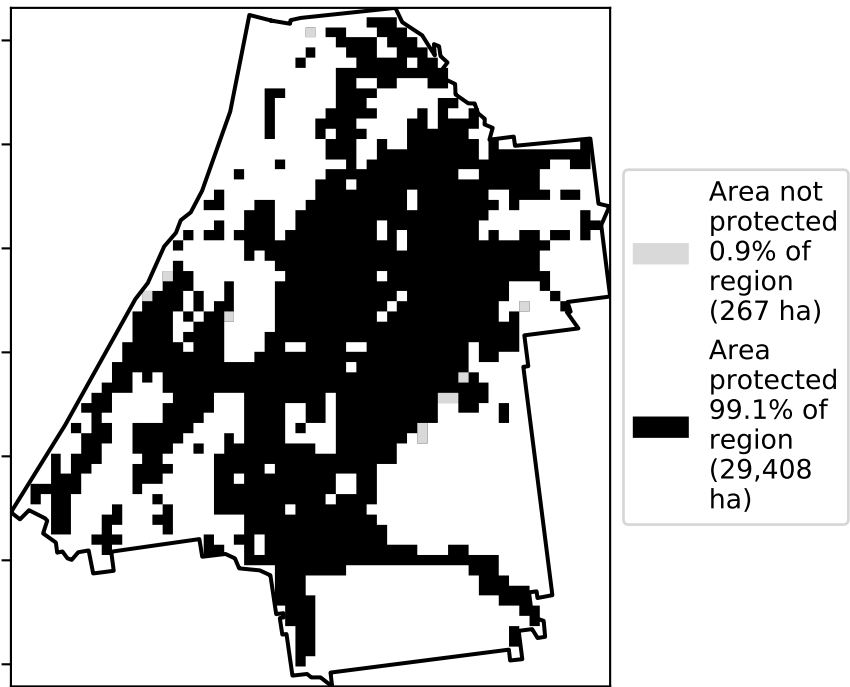 Area not
protected
0.9% of
region
(267 ha)
Area
protected
99.1% of
region
(29,408
ha)